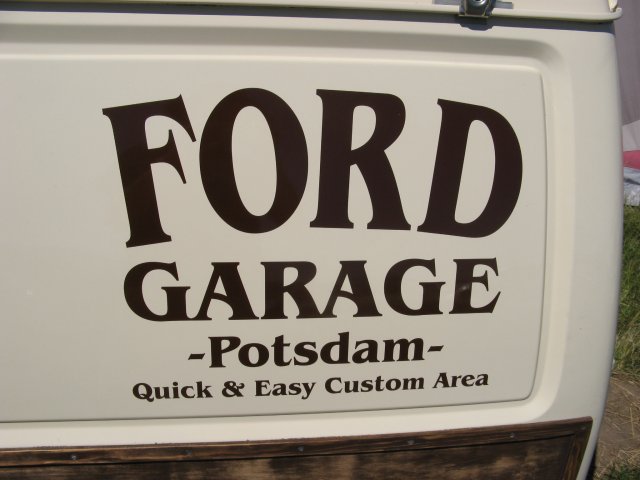 FORD
GARAGE
-Potsdam-
Quick & Easy Custom Area